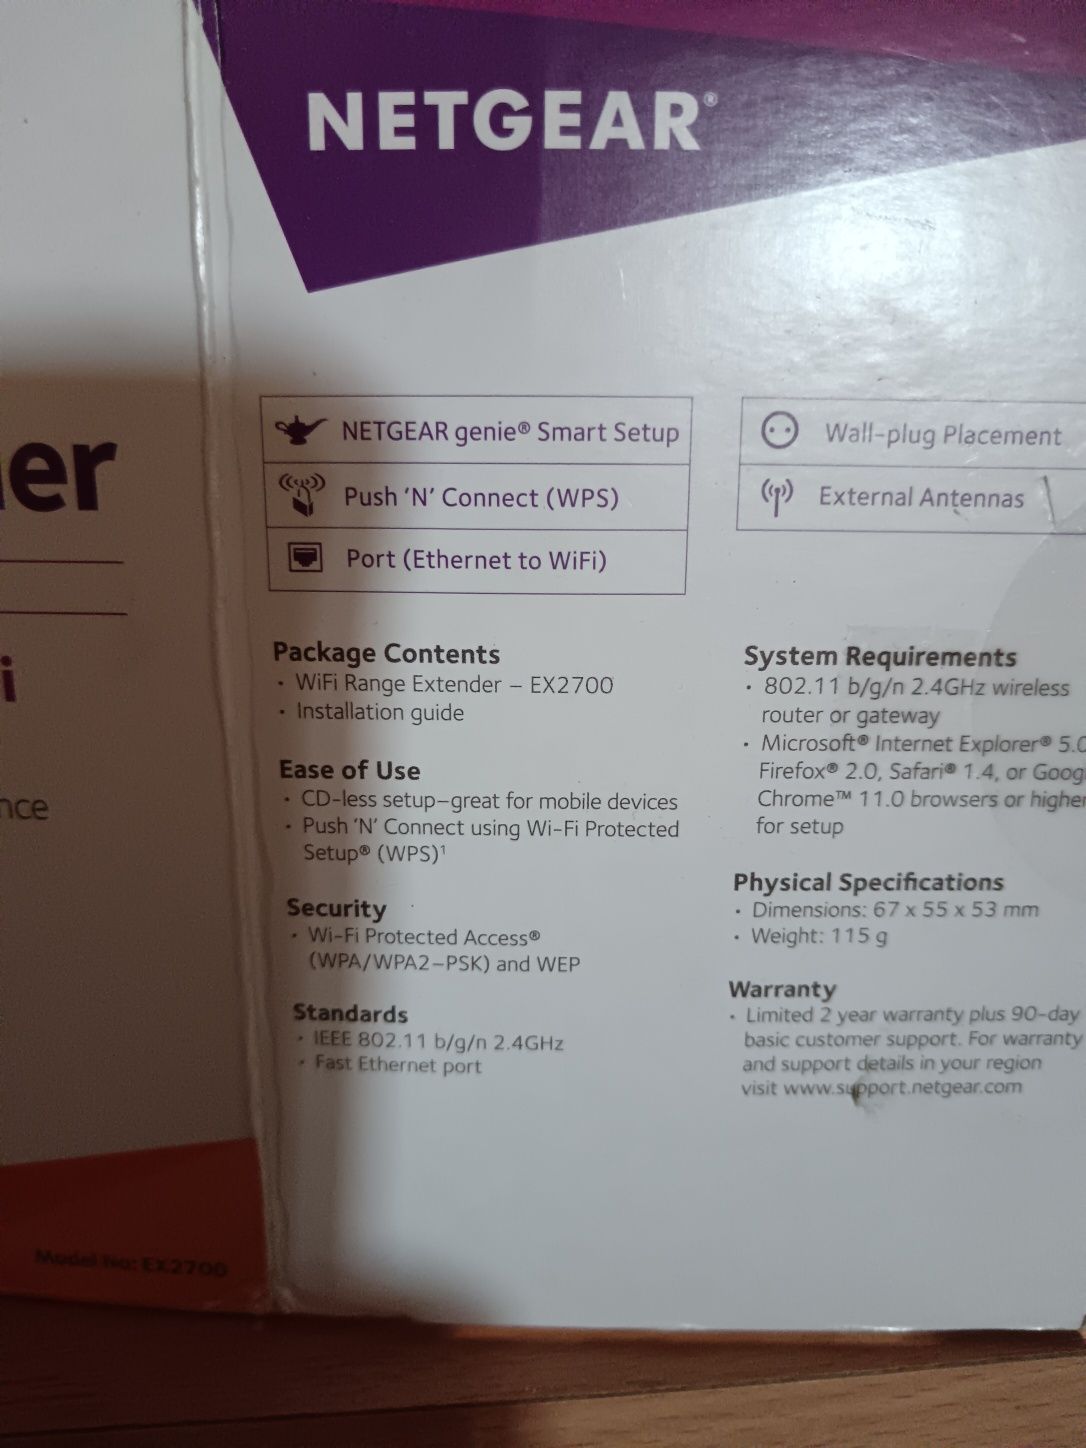 NETGEAR®
NETGEAR genie® Smart Setup
Push 'N' Connect (WPS)
Port (Ethernet to WiFi)
Wall-plug Placement
External Antennas
Package Contents
• WiFi Range Extender – EX2700
• Installation guide
Ease of Use
• CD-less setup–great for mobile devices
• Push 'N' Connect using Wi-Fi Protected
Setup® (WPS)¹
Security
• Wi-Fi Protected Access®
(WPA/WPA2–PSK) and WEP
Standards
• IEEE 802.11 b/g/n 2.4GHz
• Fast Ethernet port
System Requirements
• 802.11 b/g/n 2.4GHz wireless
router or gateway
• Microsoft® Internet Explorer® 5.0
Firefox® 2.0, Safari® 1.4, or Goog
Chrome™ 11.0 browsers or higher
for setup
Physical Specifications
• Dimensions: 67 x 55 x 53 mm
• Weight: 115 g
Warranty
• Limited 2 year warranty plus 90-day
basic customer support. For warranty
and support details in your region
visit www.support.netgear.com
er
i
nce
Model No: EX2700